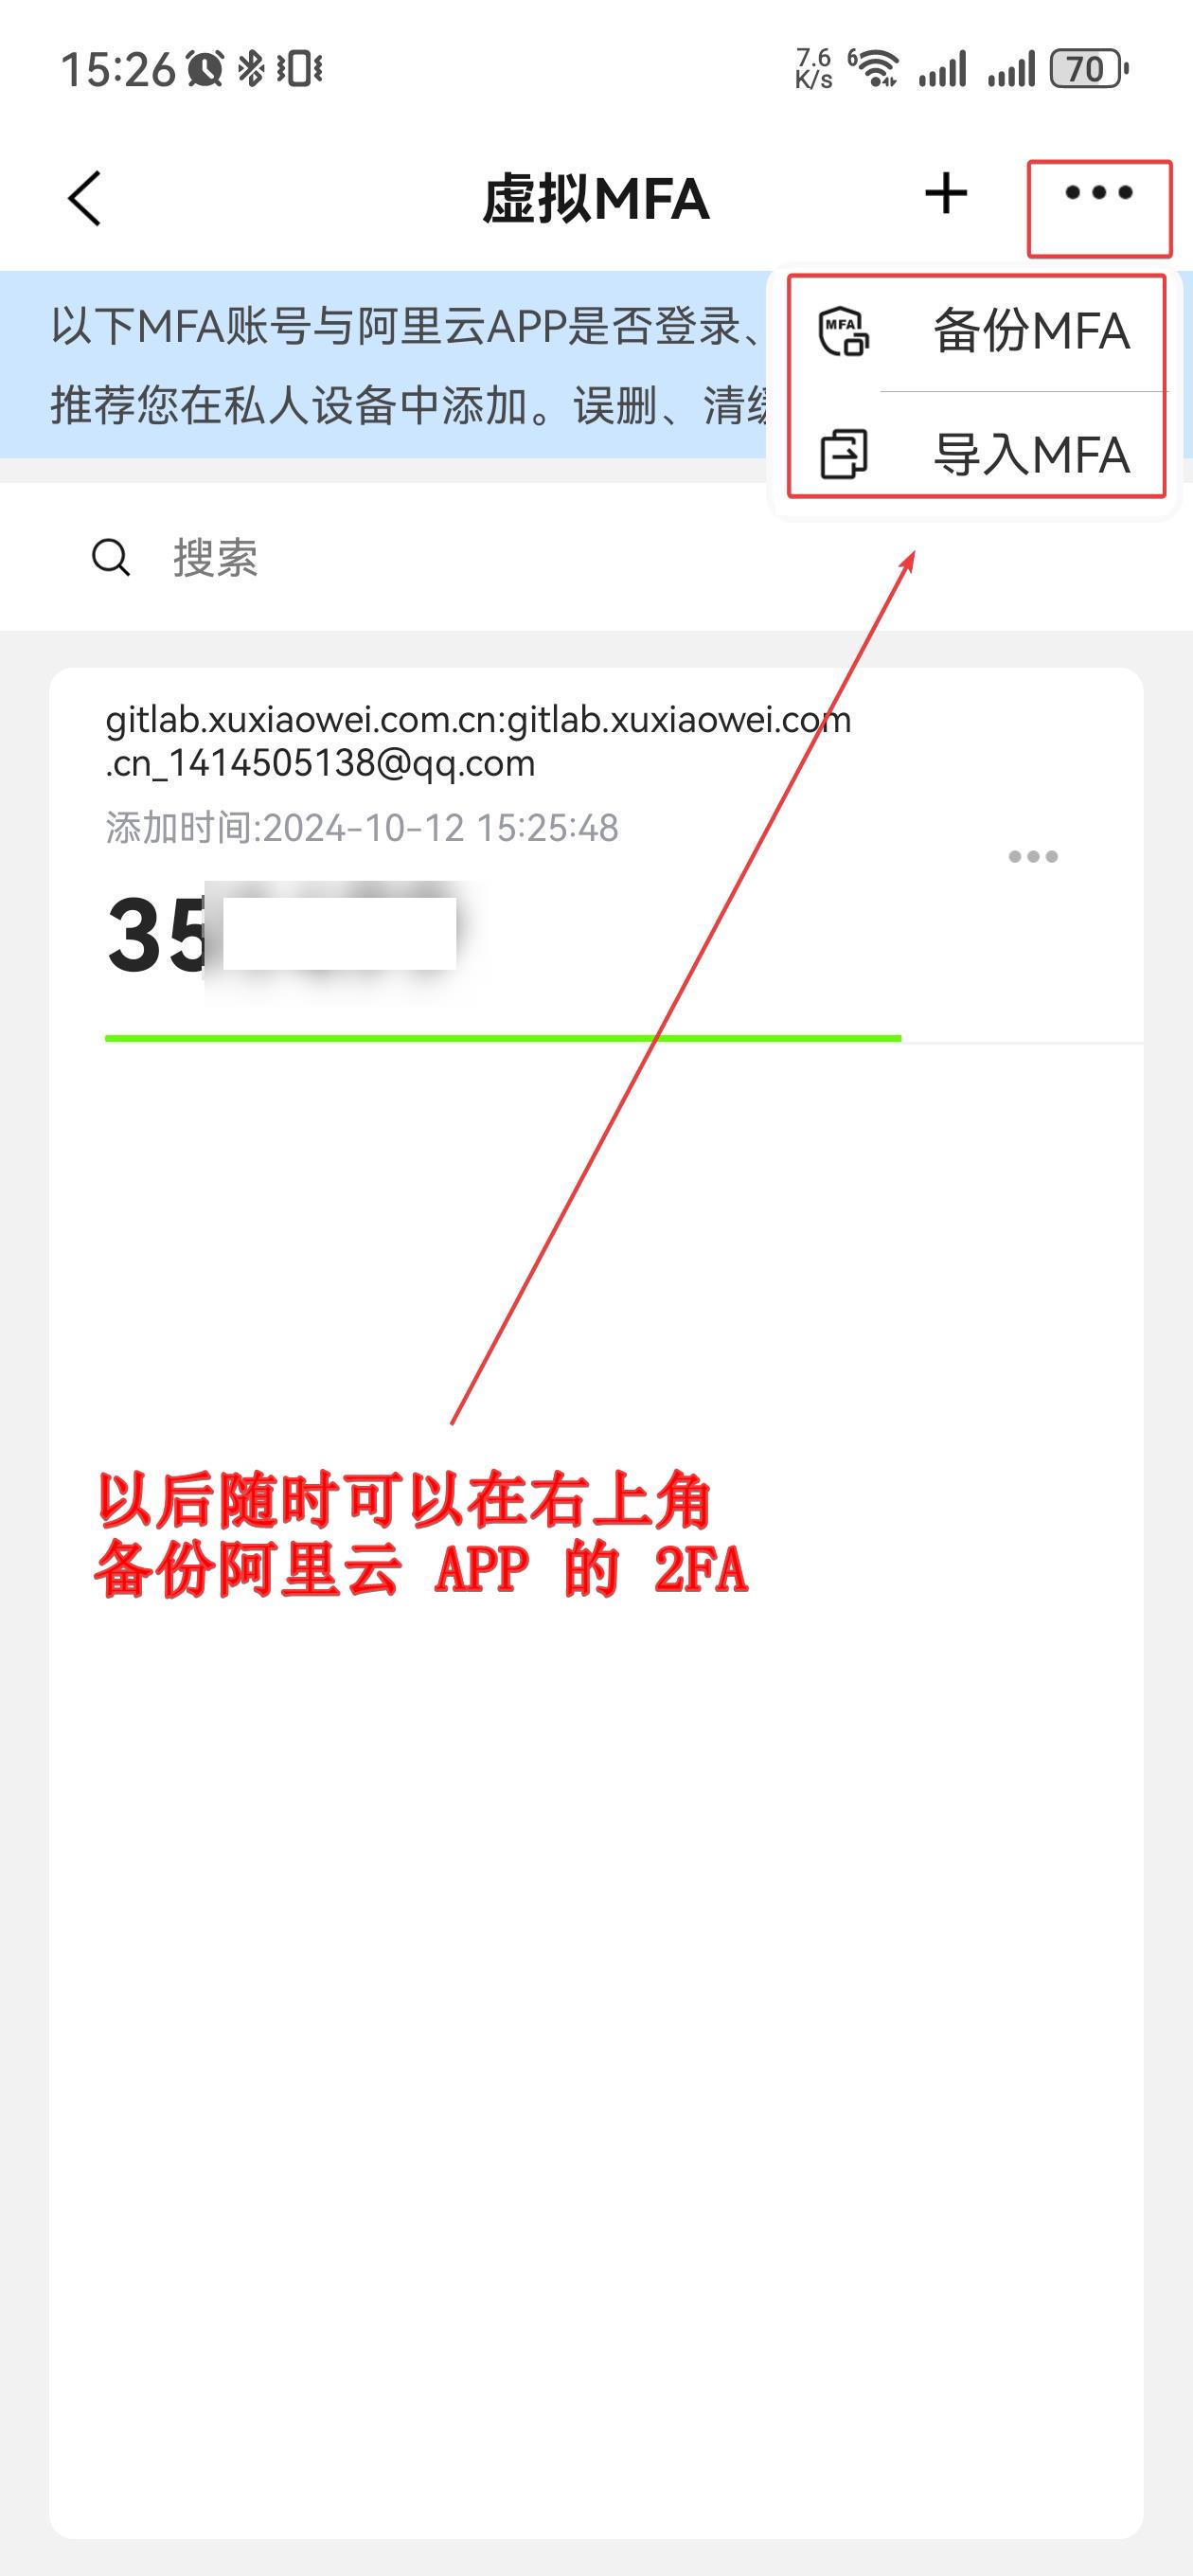 15:26
7.6
K/s
6
70
虚拟MFA
以下MFA账号与阿里云APP是否登录、
推荐您在私人设备中添加。误删、清
MFA
备份MFA
导入MFA
搜索
gitlab.xuxiaowei.com.cn:gitlab.xuxiaowei.com
.cn_1414505138@qq.com
添加时间:2024-10-12 15:25:48
35
以后随时可以在右上角
备份阿里云 APP 的 2FA